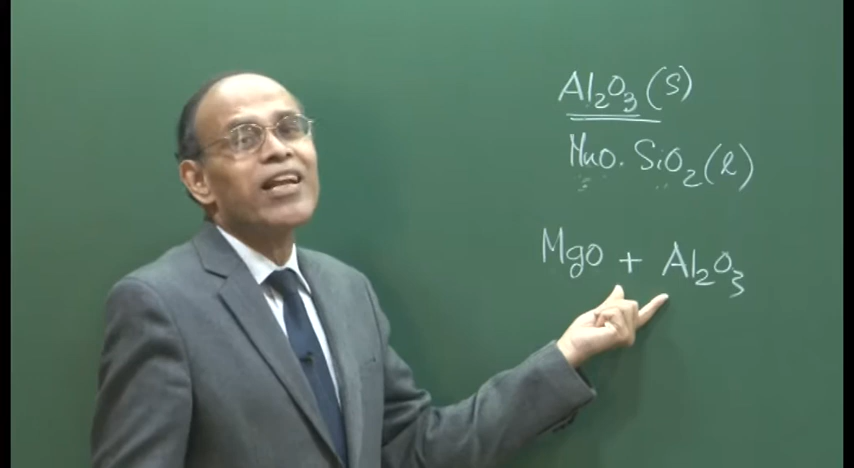 Al₂O₃(s)
MnO. SiO₂(l)
MgO + Al₂O₃